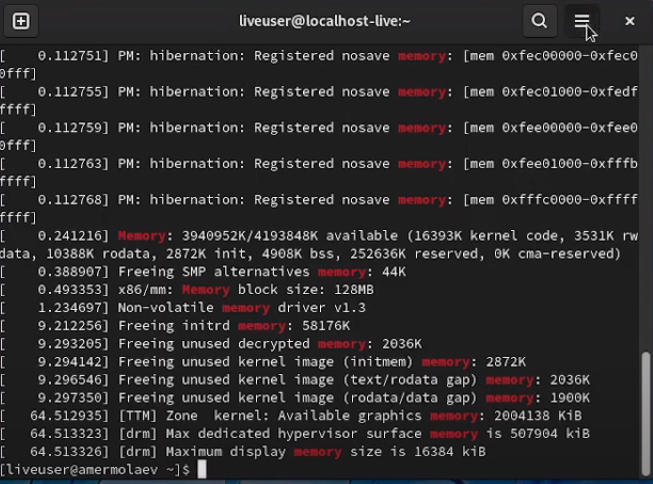 liveuser@localhost-live:~
[    0.112751] PM: hibernation: Registered nosave memory: [mem 0xfec00000-0xfec0
0fff]
[    0.112755] PM: hibernation: Registered nosave memory: [mem 0xfec01000-0xfedf
ffff]
[    0.112759] PM: hibernation: Registered nosave memory: [mem 0xfee00000-0xfee0
0fff]
[    0.112763] PM: hibernation: Registered nosave memory: [mem 0xfee01000-0xfffb
ffff]
[    0.112768] PM: hibernation: Registered nosave memory: [mem 0xfffc0000-0xffff
ffff]
[    0.241216] Memory: 3940952K/4193848K available (16393K kernel code, 3531K rw
data, 10388K rodata, 2872K init, 4908K bss, 252636K reserved, 0K cma-reserved)
[    0.388907] Freeing SMP alternatives memory: 44K
[    0.493353] x86/mm: Memory block size: 128MB
[    1.234697] Non-volatile memory driver v1.3
[    9.212256] Freeing initrd memory: 58176K
[    9.293205] Freeing unused decrypted memory: 2036K
[    9.294142] Freeing unused kernel image (initmem) memory: 2872K
[    9.296546] Freeing unused kernel image (text/rodata gap) memory: 2036K
[    9.297350] Freeing unused kernel image (rodata/data gap) memory: 1900K
[   64.512935] [TTM] Zone  kernel: Available graphics memory: 2004138 KiB
[   64.513323] [drm] Max dedicated hypervisor surface memory is 507904 kiB
[   64.513326] [drm] Maximum display memory size is 16384 kiB
[liveuser@amermolaev ~]$